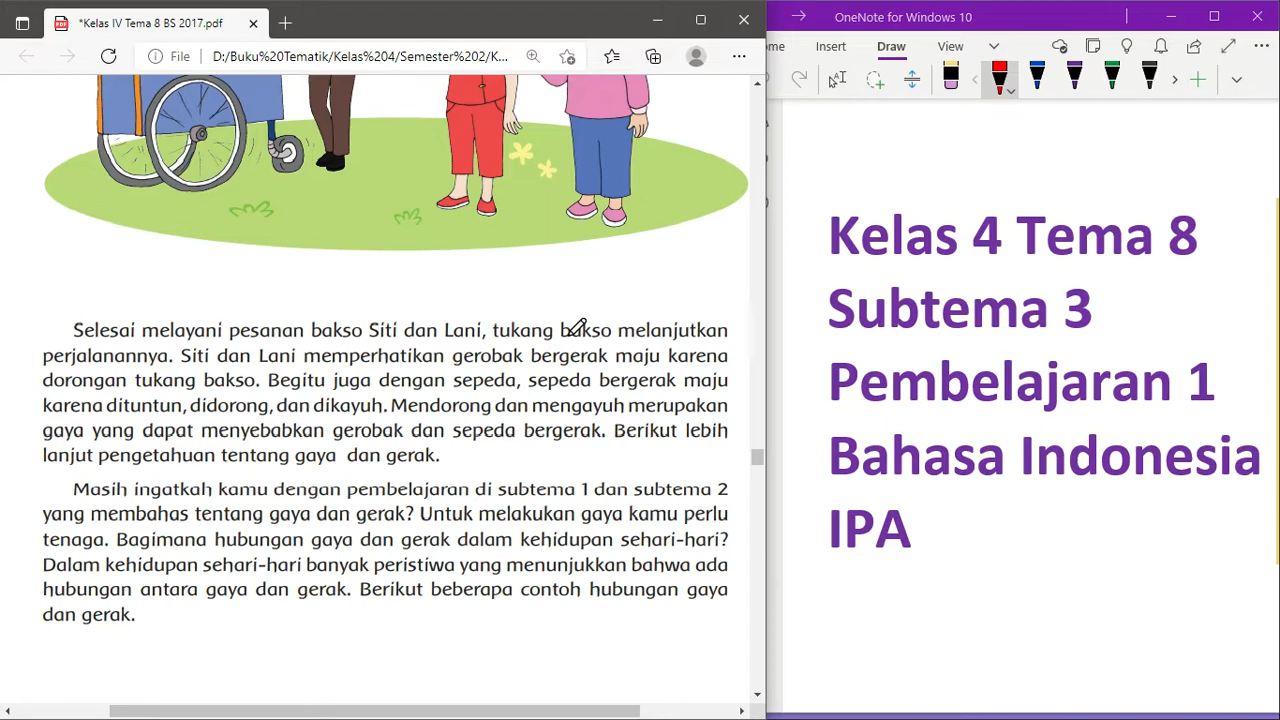 *Kelas IV Tema 8 BS 2017.pdf
File
D:/Buku%20Tematik/Kelas%204/Semester%202/K...
Selesai melayani pesanan bakso Siti dan Lani, tukang bakso melanjutkan
perjalanannya. Siti dan Lani memperhatikan gerobak bergerak maju karena
dorongan tukang bakso. Begitu juga dengan sepeda, sepeda bergerak maju
karena dituntun, didorong, dan dikayuh. Mendorong dan mengayuh merupakan
gaya yang dapat menyebabkan gerobak dan sepeda bergerak. Berikut lebih
lanjut pengetahuan tentang gaya dan gerak.
Masih ingatkah kamu dengan pembelajaran di subtema 1 dan subtema 2
yang membahas tentang gaya dan gerak? Untuk melakukan gaya kamu perlu
tenaga. Bagimana hubungan gaya dan gerak dalam kehidupan sehari-hari?
Dalam kehidupan sehari-hari banyak peristiwa yang menunjukkan bahwa ada
hubungan antara gaya dan gerak. Berikut beberapa contoh hubungan gaya
dan gerak.
OneNote for Windows 10
ome Insert Draw View
Kelas 4 Tema 8
Subtema 3
Pembelajaran 1
Bahasa Indonesia
IPA